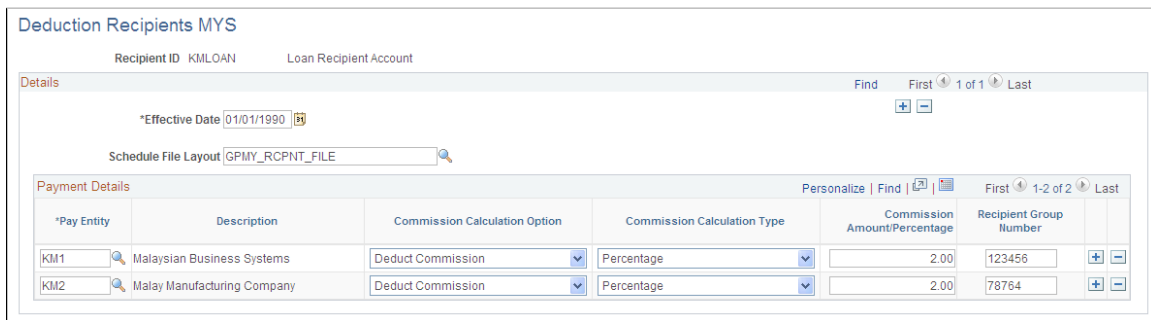 Deduction Recipients MYS
Recipient ID KMLOAN Loan Recipient Account
Details Find First 1 of 1 Last
*Effective Date 01/01/1990 31
Schedule File Layout GPMY_RCPNT_FILE
Payment Details Personalize | Find | | First 1-2 of 2 Last
*Pay Entity Description Commission Calculation Option Commission Calculation Type Commission Amount/Percentage Recipient Group Number
KM1 Malaysian Business Systems Deduct Commission Percentage 2.00 123456
KM2 Malay Manufacturing Company Deduct Commission Percentage 2.00 78764